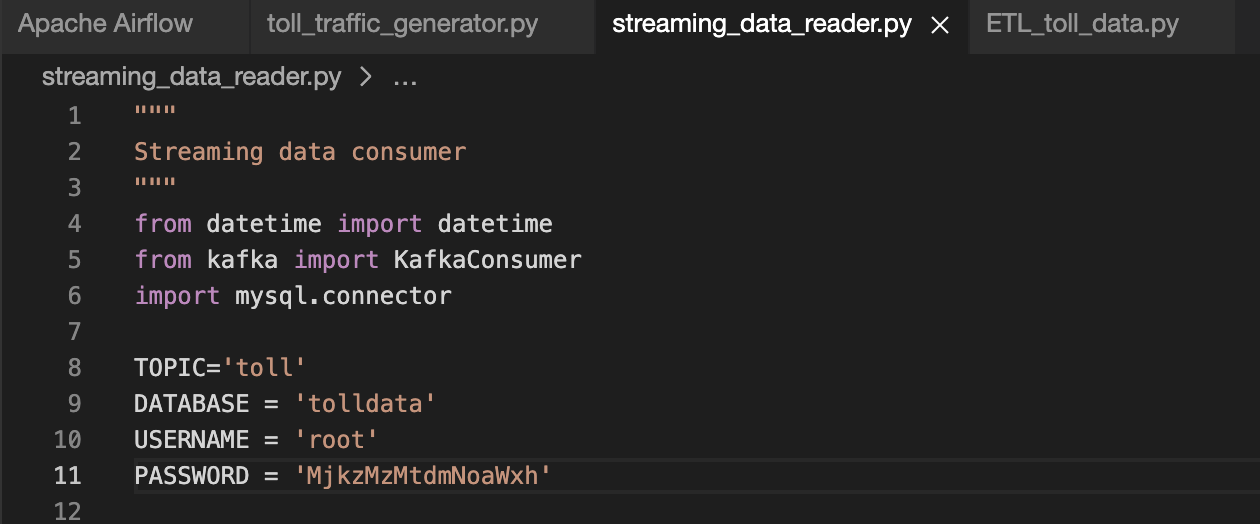 Apache Airflow toll_traffic_generator.py streaming_data_reader.py × ETL_toll_data.py
streaming_data_reader.py > ...
1 """
2 Streaming data consumer
3 """
4 from datetime import datetime
5 from kafka import KafkaConsumer
6 import mysql.connector
7
8 TOPIC='toll'
9 DATABASE = 'tolldata'
10 USERNAME = 'root'
11 PASSWORD = 'MjkzMzMtdmNoaWxh'
12